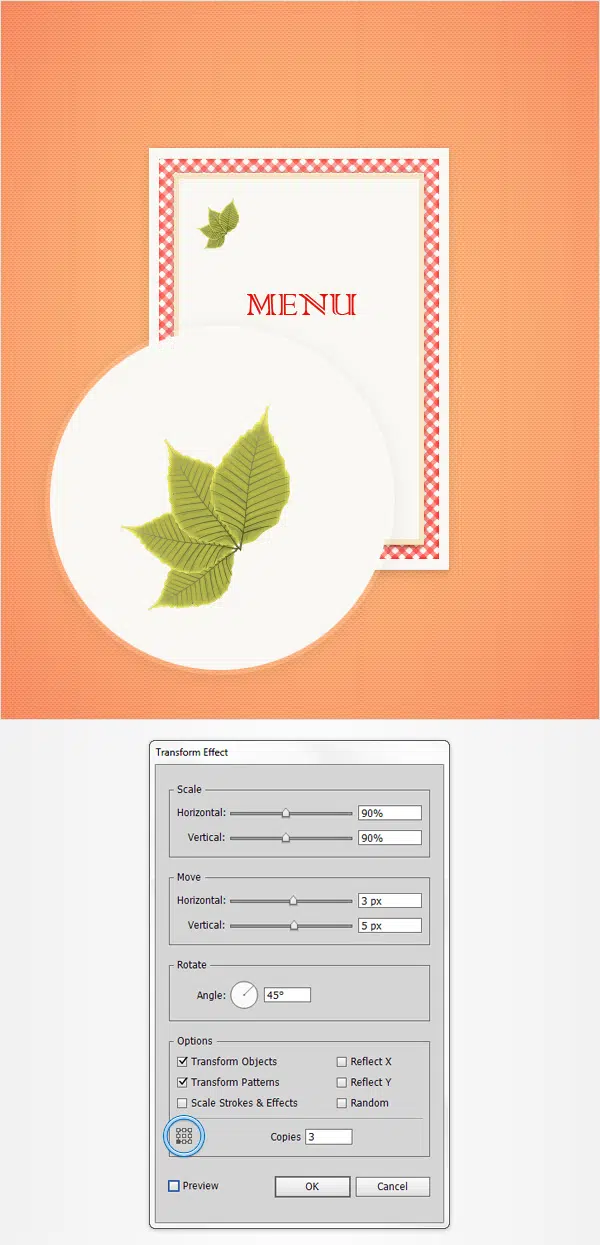 MENU
Transform Effect
Scale
Horizontal: 90%
Vertical: 90%
Move
Horizontal: 3 px
Vertical: 5 px
Rotate
Angle: 45°
Options
Transform Objects Reflect X
Transform Patterns Reflect Y
Scale Strokes & Effects Random
Copies 3
Preview OK Cancel